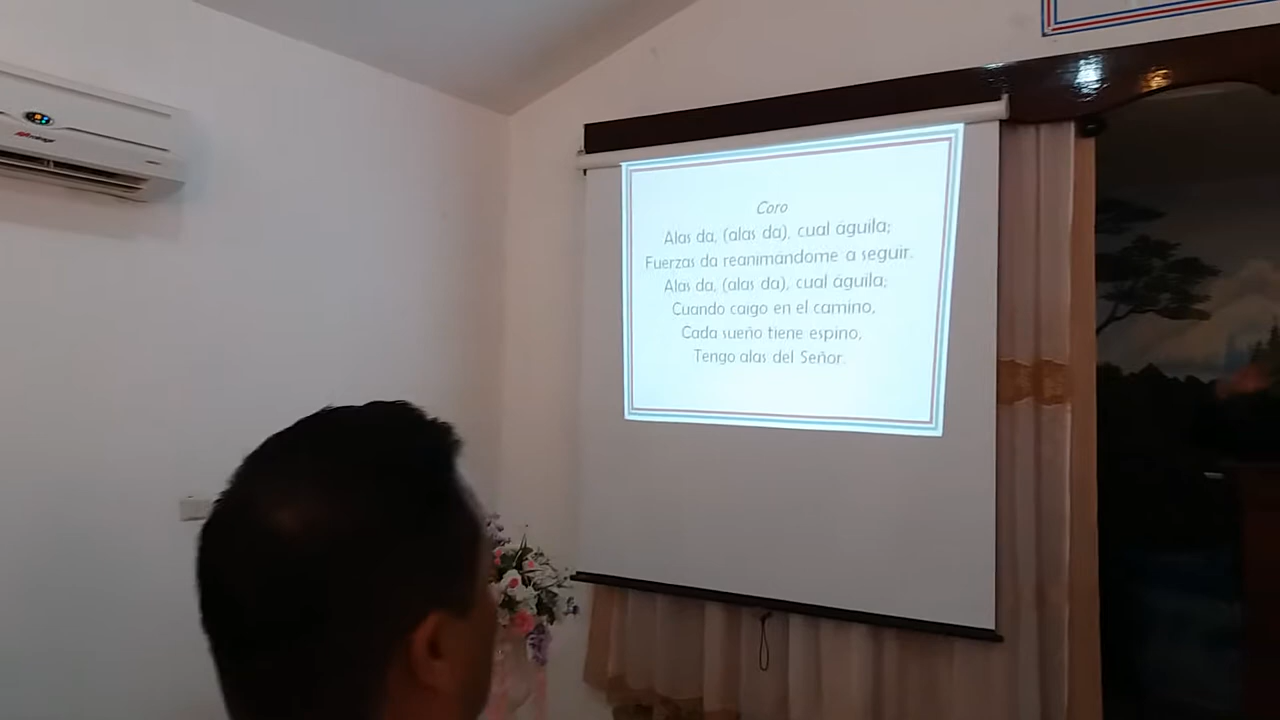 Coro
Alas da, (alas da), cual águila;
Fuerzas da reanimándome a seguir.
Alas da, (alas da), cual águila;
Cuando caigo en el camino,
Cada sueño tiene espino,
Tengo alas del Señor.